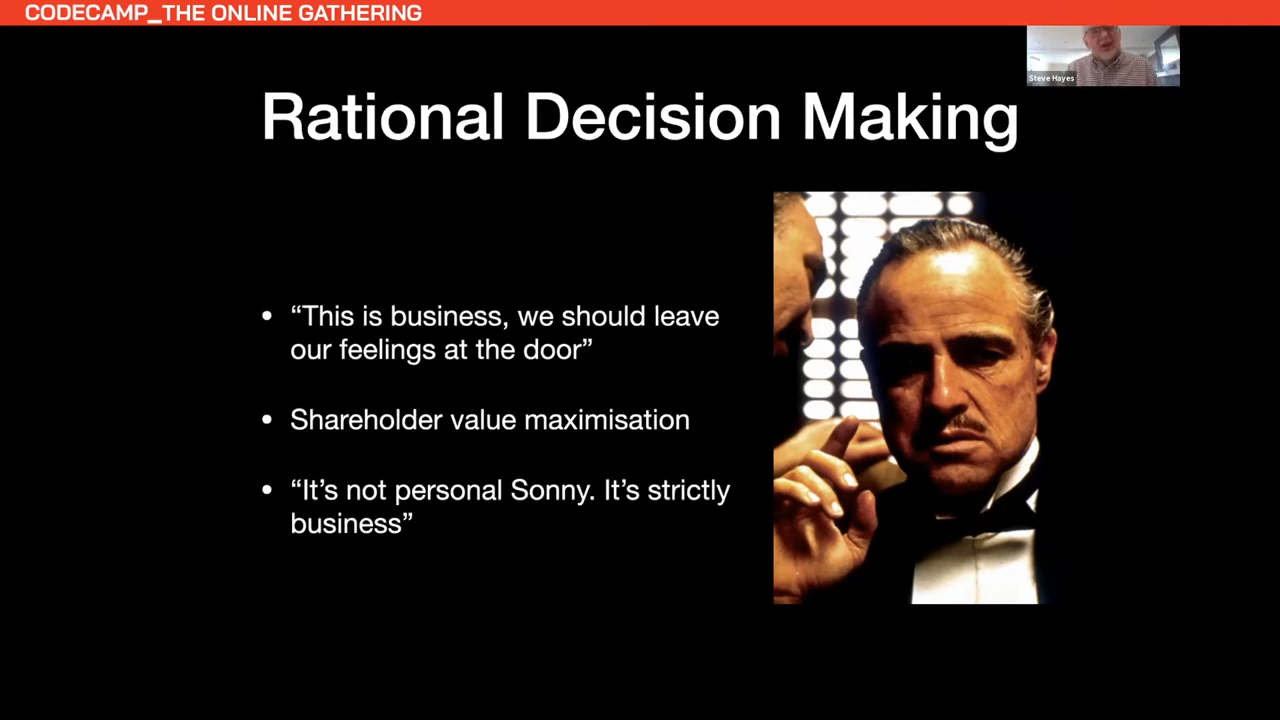 CODECAMP_THE ONLINE GATHERING
Steve Hayes
Rational Decision Making
• “This is business, we should leave
our feelings at the door”
• Shareholder value maximisation
• “It’s not personal Sonny. It’s strictly
business”